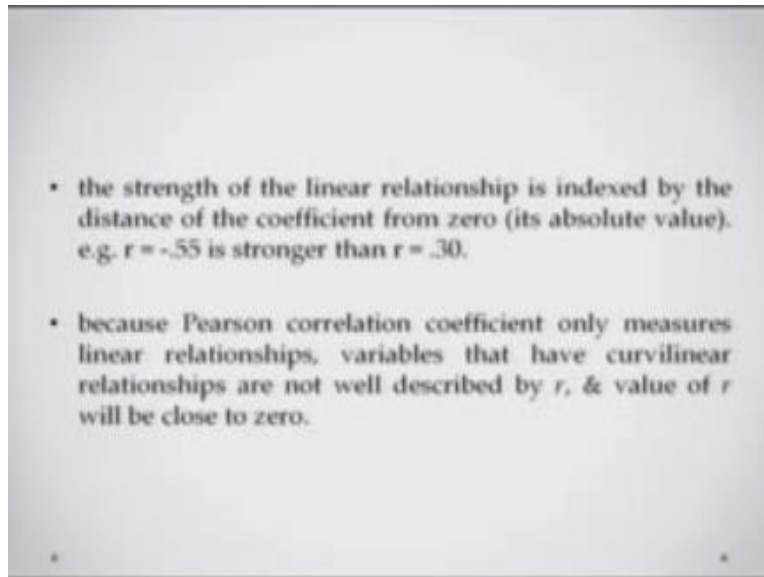 • the strength of the linear relationship is indexed by the
distance of the coefficient from zero (its absolute value).
e.g. r = -.55 is stronger than r = .30.
• because Pearson correlation coefficient only measures
linear relationships, variables that have curvilinear
relationships are not well described by r, & value of r
will be close to zero.